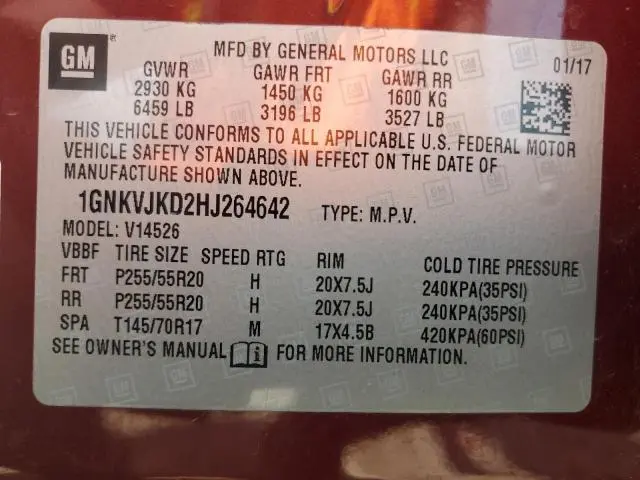 GM
MFD BY GENERAL MOTORS LLC
01/17
GVWR GAWR FRT GAWR RR
2930 KG 1450 KG 1600 KG
6459 LB 3196 LB 3527 LB
THIS VEHICLE CONFORMS TO ALL APPLICABLE U.S. FEDERAL MOTOR
VEHICLE SAFETY STANDARDS IN EFFECT ON THE DATE OF
MANUFACTURE SHOWN ABOVE.
1GNKVJKD2HJ264642 TYPE: M.P.V.
MODEL: V14526
VBBF TIRE SIZE SPEED RTG RIM COLD TIRE PRESSURE
FRT P255/55R20 H 20X7.5J 240KPA(35PSI)
RR P255/55R20 H 20X7.5J 240KPA(35PSI)
SPA T145/70R17 M 17X4.5B 420KPA(60PSI)
SEE OWNER'S MANUAL FOR MORE INFORMATION.